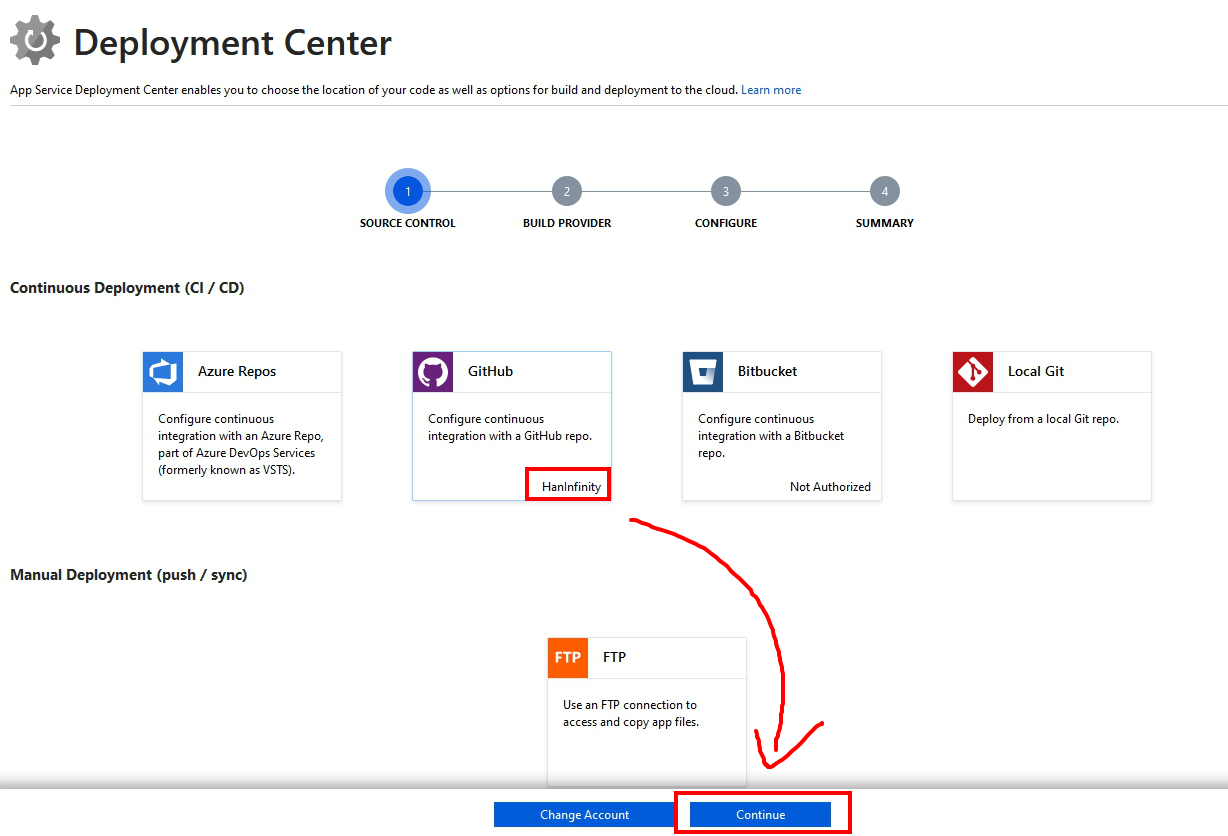 Deployment Center
App Service Deployment Center enables you to choose the location of your code as well as options for build and deployment to the cloud. Learn more
1
2
3
4
SOURCE CONTROL
BUILD PROVIDER
CONFIGURE
SUMMARY
Continuous Deployment (CI / CD)
Azure Repos
Configure continuous
integration with an Azure Repo,
part of Azure DevOps Services
(formerly known as VSTS).
GitHub
Configure continuous
integration with a GitHub repo.
HanInfinity
Bitbucket
Configure continuous
integration with a Bitbucket
repo.
Not Authorized
Local Git
Deploy from a local Git repo.
Manual Deployment (push / sync)
FTP
FTP
Use an FTP connection to
access and copy app files.
Change Account
Continue